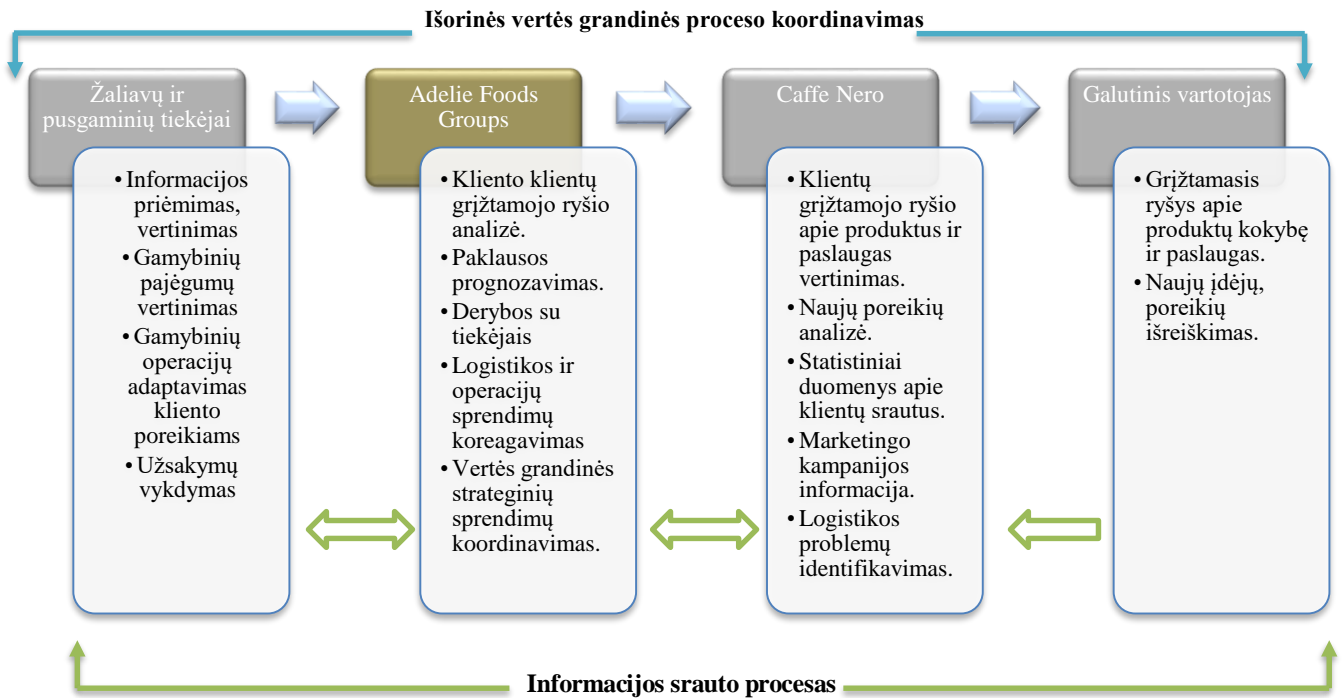 Išorinės vertės grandinės proceso koordinavimas
Žaliavų ir
pusgaminių tiekėjai
• Informacijos
priėmimas,
vertinimas
• Gamybinių
pajėgumų
vertinimas
• Gamybinių
operacijų
adaptavimas
kliento
poreikiams
• Užsakymų
vykdymas
Adelie Foods
Groups
• Kliento klientų
grįžtamojo ryšio
analizė.
• Paklausos
prognozavimas.
• Derybos su
tiekėjais
• Logistikos ir
operacijų
sprendimų
koreagavimas
• Vertės grandinės
strateginių
sprendimų
koordinavimas.
Caffe Nero
• Klientų
grįžtamojo ryšio
apie produktus ir
paslaugas
vertinimas.
• Naujų poreikių
analizė.
• Statistiniai
duomenys apie
klientų srautus.
• Marketingo
kampanijos
informacija.
• Logistikos
problemų
identifikavimas.
Galutinis vartotojas
• Grįžtamasis
ryšys apie
produktų kokybę
ir paslaugas.
• Naujų įdėjų,
poreikių
išreiškimas.
Informacijos srauto procesas